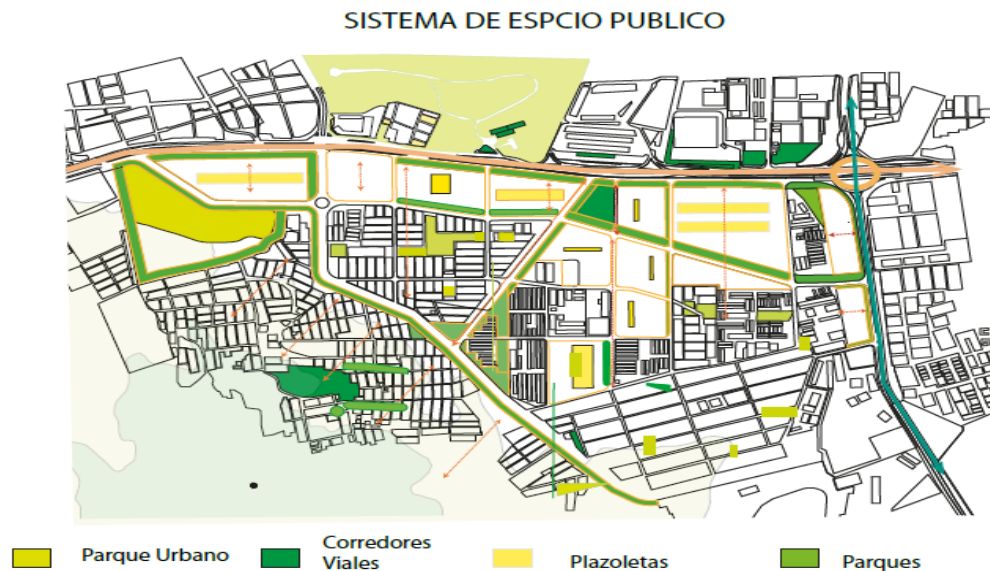 SISTEMA DE ESPCIO PUBLICO
Parque Urbano
Corredores
Viales
Plazoletas
Parques